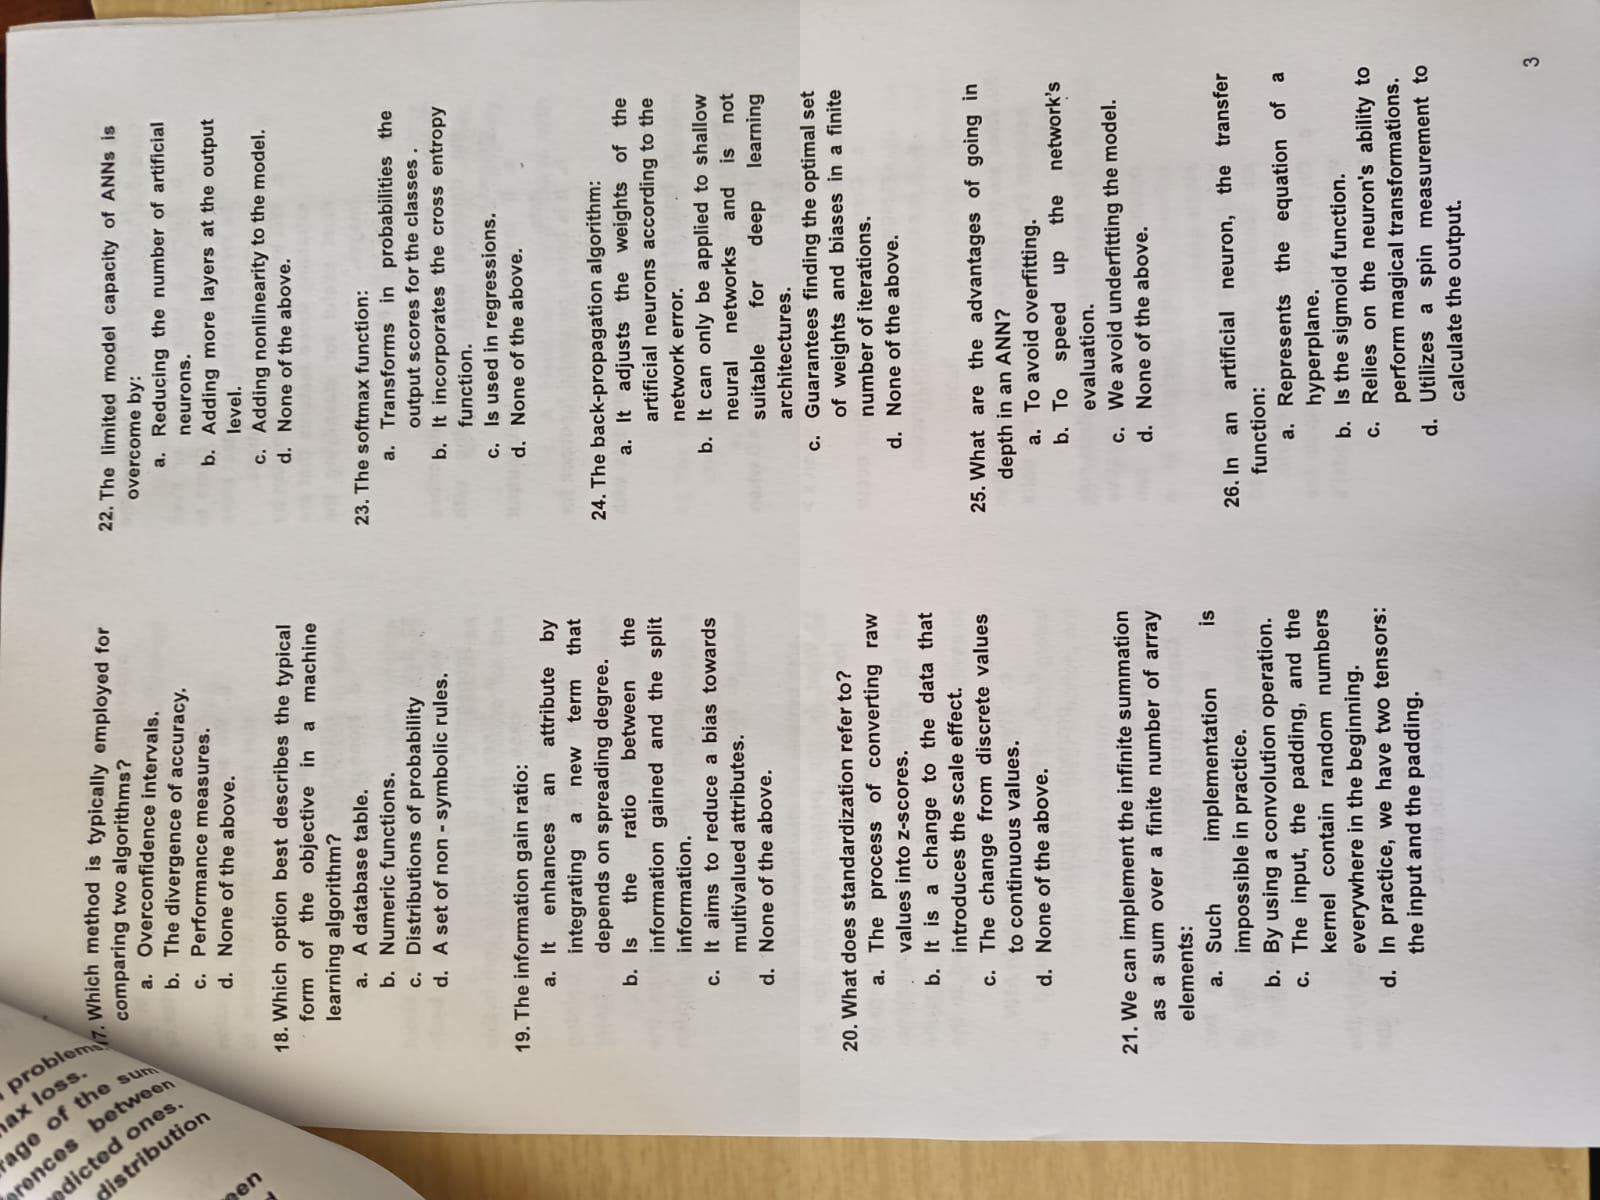 problems
ax loss.
rage of the sum
erences between
edicted ones.
distribution
een
17. Which method is typically employed for
comparing two algorithms?
a. Overconfidence intervals.
b. The divergence of accuracy.
c. Performance measures.
d. None of the above.
18. Which option best describes the typical
form of the objective in a machine
learning algorithm?
a. A database table.
b. Numeric functions.
c. Distributions of probability
d. A set of non - symbolic rules.
19. The information gain ratio:
a. It enhances an attribute by
integrating a new term that
depends on spreading degree.
b. Is the ratio between the
information gained and the split
information.
c. It aims to reduce a bias towards
multivalued attributes.
d. None of the above.
20. What does standardization refer to?
a. The process of converting raw
values into z-scores.
b. It is a change to the data that
introduces the scale effect.
c. The change from discrete values
to continuous values.
d. None of the above.
21. We can implement the infinite summation
as a sum over a finite number of array
elements:
a. Such implementation is
impossible in practice.
b. By using a convolution operation.
c. The input, the padding, and the
kernel contain random numbers
everywhere in the beginning.
d. In practice, we have two tensors:
the input and the padding.
22. The limited model capacity of ANNs is
overcome by:
a. Reducing the number of artificial
neurons.
b. Adding more layers at the output
level.
c. Adding nonlinearity to the model.
d. None of the above.
23. The softmax function:
a. Transforms in probabilities the
output scores for the classes .
b. It incorporates the cross entropy
function.
c. Is used in regressions.
d. None of the above.
24. The back-propagation algorithm:
a. It adjusts the weights of the
artificial neurons according to the
network error.
b. It can only be applied to shallow
neural networks and is not
suitable for deep learning
architectures.
c. Guarantees finding the optimal set
of weights and biases in a finite
number of iterations.
d. None of the above.
25. What are the advantages of going in
depth in an ANN?
a. To avoid overfitting.
b. To speed up the network's
evaluation.
c. We avoid underfitting the model.
d. None of the above.
26. In an artificial neuron, the transfer
function:
a. Represents the equation of a
hyperplane.
b. Is the sigmoid function.
c. Relies on the neuron's ability to
perform magical transformations.
d. Utilizes a spin measurement to
calculate the output.
3